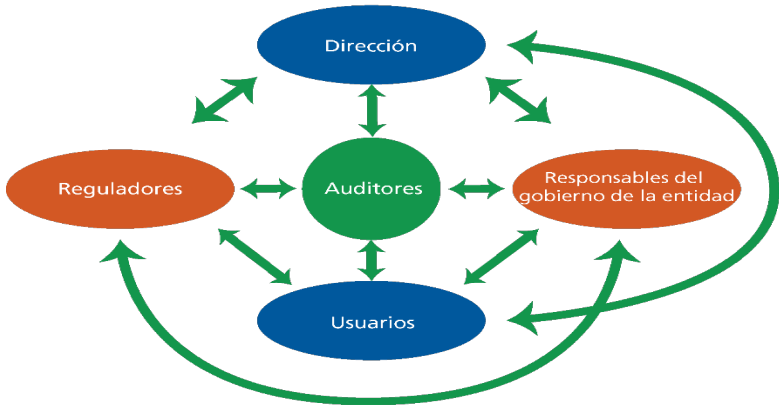 Dirección
Reguladores
Auditores
Responsables del
gobierno de la entidad
Usuarios